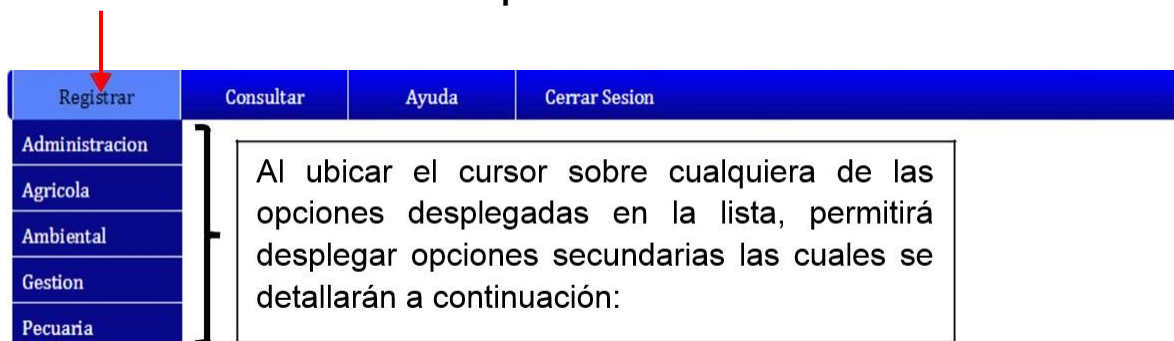 Registrar Consultar Ayuda Cerrar Sesion
Administracion
Agricola
Ambiental
Gestion
Pecuaria
Al ubicar el cursor sobre cualquiera de las
opciones desplegadas en la lista, permitirá
desplegar opciones secundarias las cuales se
detallarán a continuación: